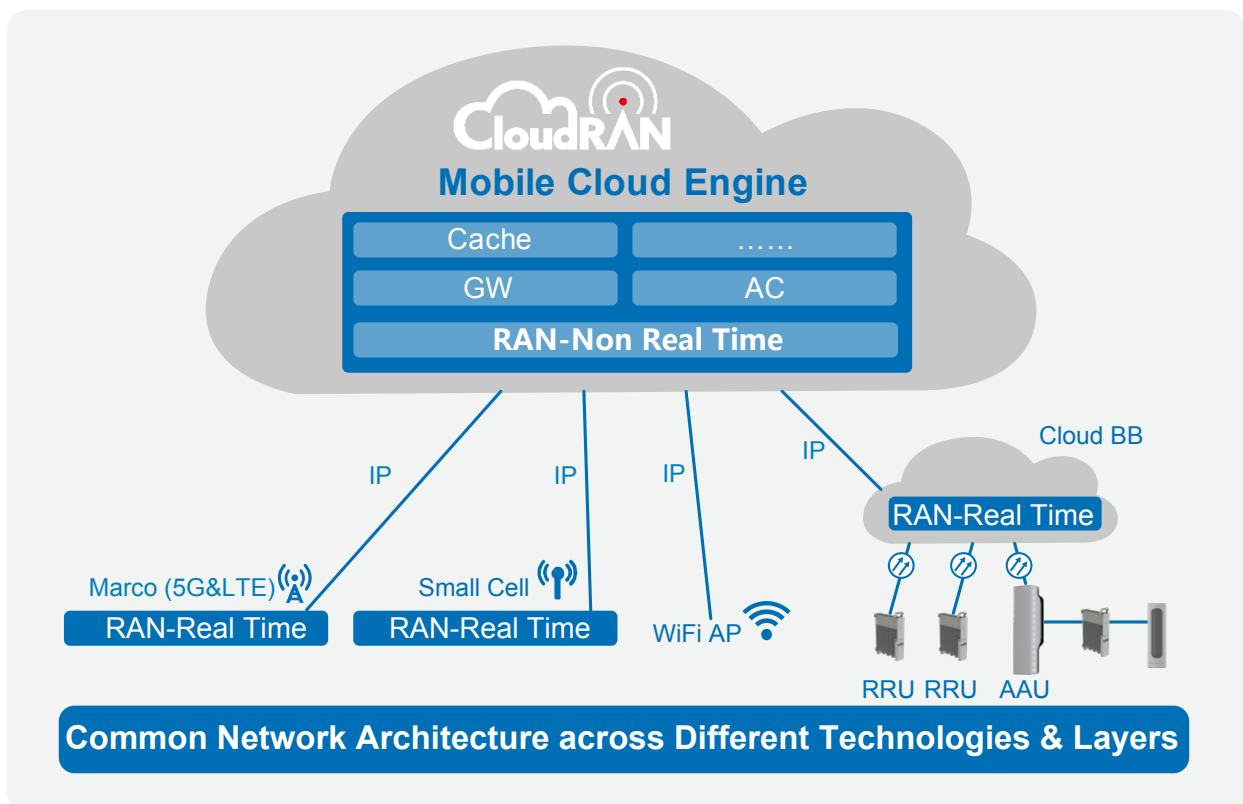 CloudRAN
Mobile Cloud Engine
Cache
……
GW
AC
RAN-Non Real Time
IP
IP
IP
IP
Cloud BB
RAN-Real Time
Marco (5G&LTE)
RAN-Real Time
Small Cell
RAN-Real Time
WiFi AP
RRU
RRU
AAU
Common Network Architecture across Different Technologies & Layers